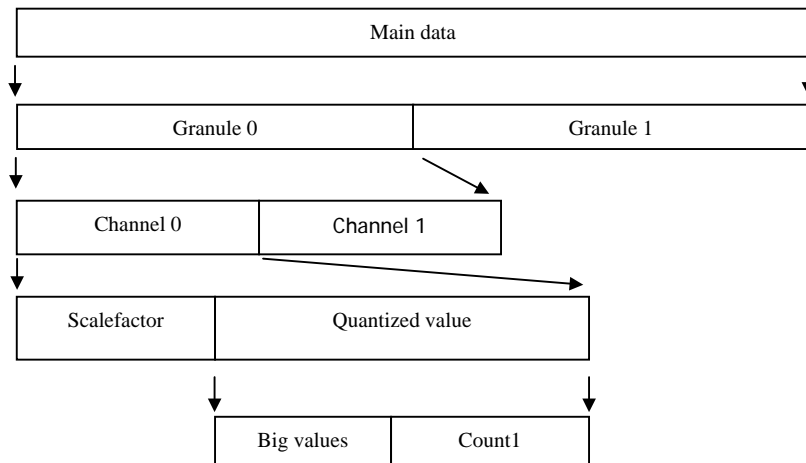 Main data
Granule 0 Granule 1
Channel 0 Channel 1
Scalefactor Quantized value
Big values Count1